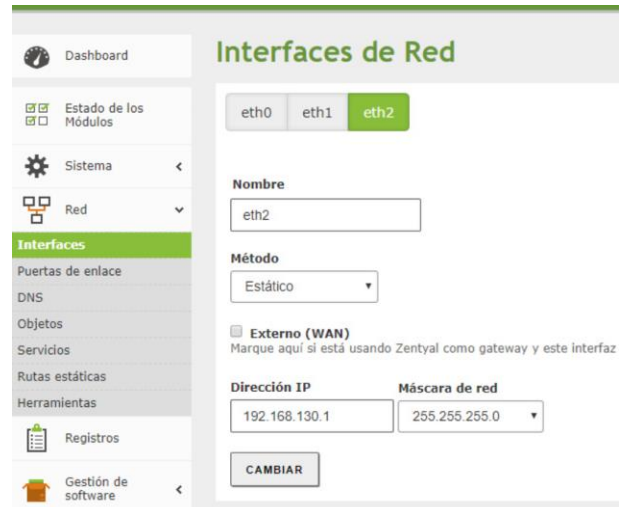 Dashboard
Estado de los
Módulos
Sistema
Red
Interfaces
Puertas de enlace
DNS
Objetos
Servicios
Rutas estáticas
Herramientas
Registros
Gestión de
software
Interfaces de Red
eth0 eth1 eth2
Nombre
eth2
Método
Estático
Externo (WAN)
Marque aquí si está usando Zentyal como gateway y este interfaz
Dirección IP Máscara de red
192.168.130.1 255.255.255.0
CAMBIAR